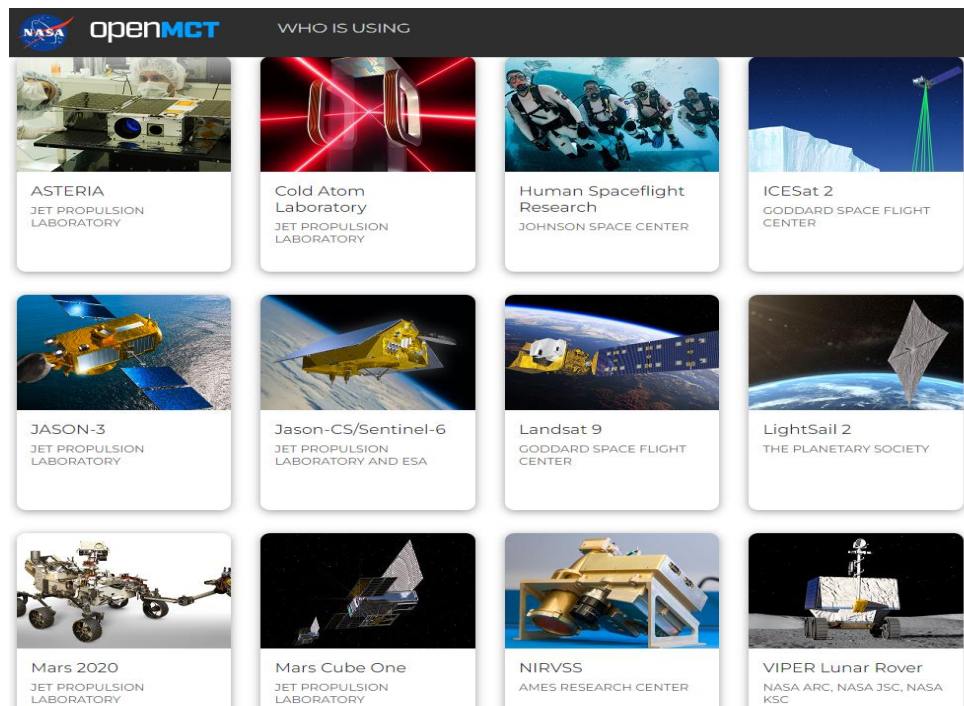 NASA openMCT WHO IS USING
ASTERIA
JET PROPULSION
LABORATORY
Cold Atom
Laboratory
JET PROPULSION
LABORATORY
Human Spaceflight
Research
JOHNSON SPACE CENTER
ICESat 2
GODDARD SPACE FLIGHT
CENTER
JASON-3
JET PROPULSION
LABORATORY
Jason-CS/Sentinel-6
JET PROPULSION
LABORATORY AND ESA
Landsat 9
GODDARD SPACE FLIGHT
CENTER
LightSail 2
THE PLANETARY SOCIETY
Mars 2020
JET PROPULSION
LABORATORY
Mars Cube One
JET PROPULSION
LABORATORY
NIRVSS
AMES RESEARCH CENTER
VIPER Lunar Rover
NASA ARC, NASA JSC, NASA
KSC